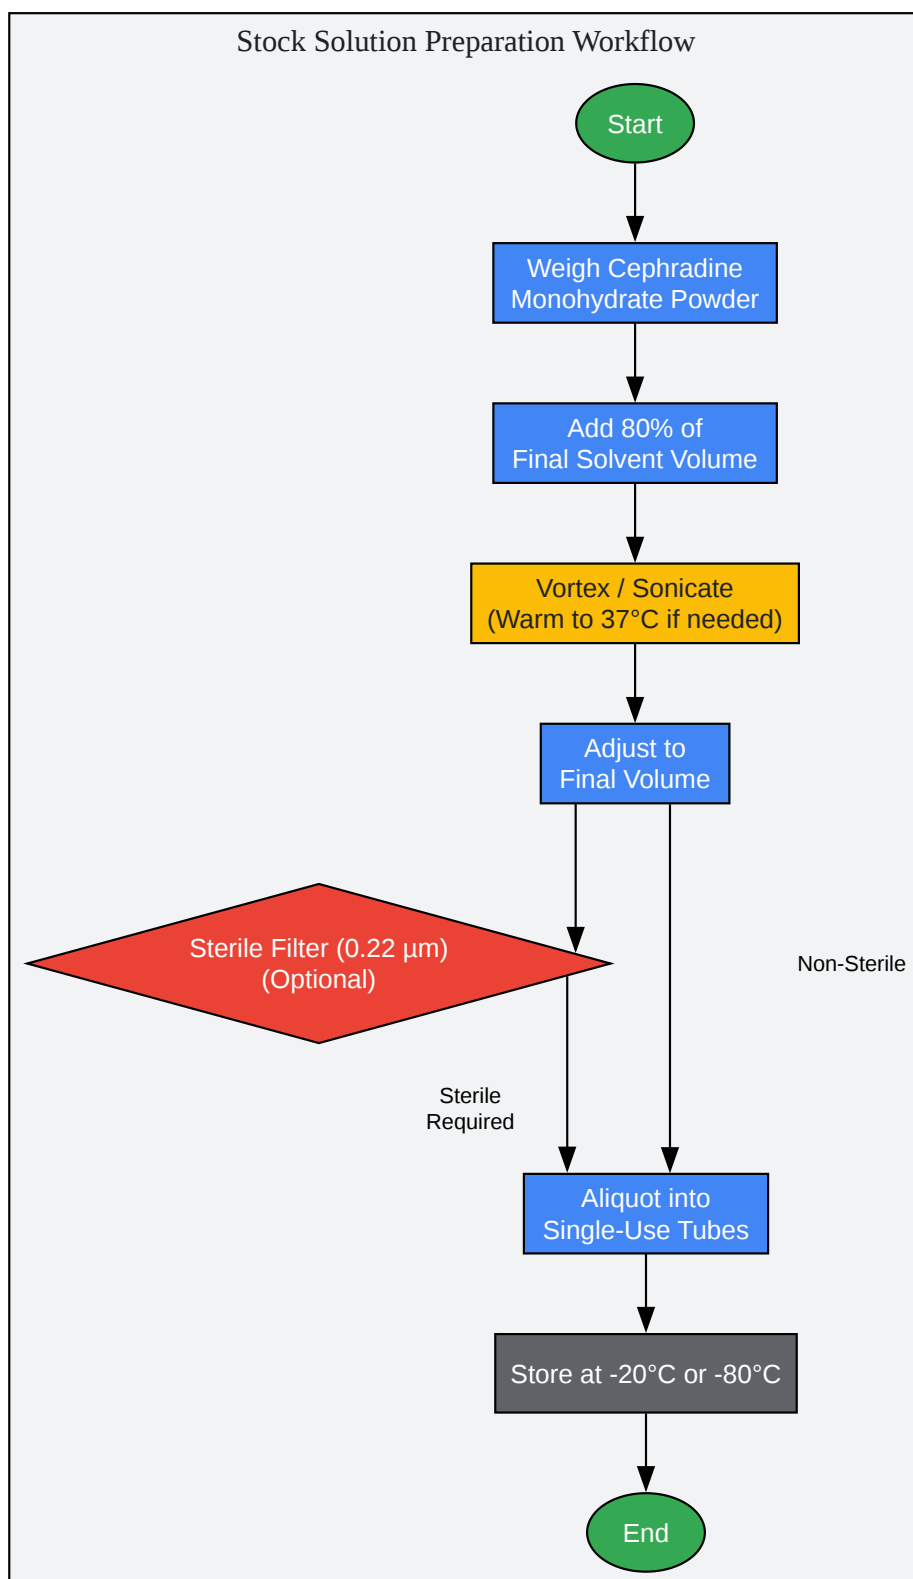 Stock Solution Preparation Workflow
Start
Weigh Cephradine
Monohydrate Powder
Add 80% of
Final Solvent Volume
Vortex / Sonicate
(Warm to 37°C if needed)
Adjust to
Final Volume
Sterile Filter (0.22 µm)
(Optional)
Non-Sterile
Sterile
Required
Aliquot into
Single-Use Tubes
Store at -20°C or -80°C
End